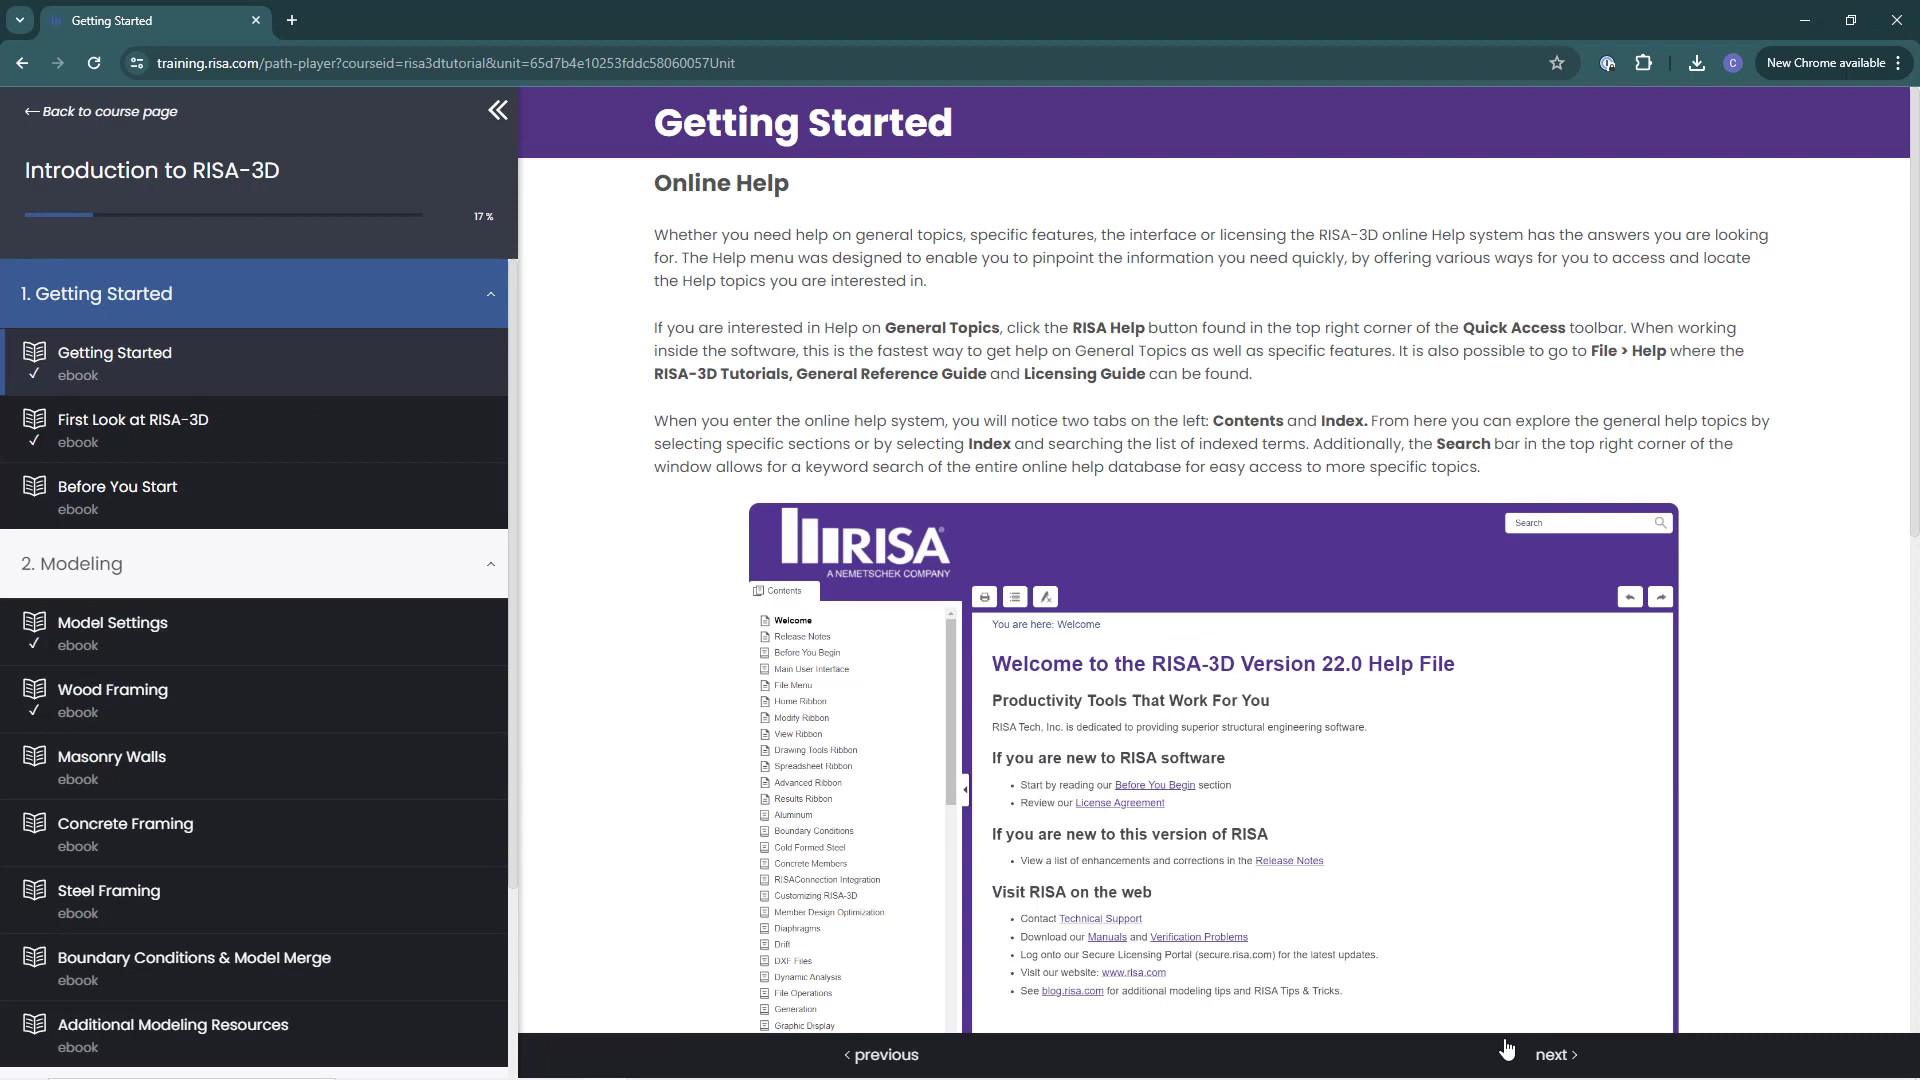 Getting Started
training.risa.com/path-player?courseid=risa3dtutorial&unit=65d7b4e10253fddc58060057Unit
C
New Chrome available
← Back to course page
Introduction to RISA-3D
17 %
1. Getting Started
Getting Started
ebook
First Look at RISA-3D
ebook
Before You Start
ebook
2. Modeling
Model Settings
ebook
Wood Framing
ebook
Masonry Walls
ebook
Concrete Framing
ebook
Steel Framing
ebook
Boundary Conditions & Model Merge
ebook
Additional Modeling Resources
ebook
Getting Started
Online Help
Whether you need help on general topics, specific features, the interface or licensing the RISA-3D online Help system has the answers you are looking
for. The Help menu was designed to enable you to pinpoint the information you need quickly, by offering various ways for you to access and locate
the Help topics you are interested in.
If you are interested in Help on General Topics, click the RISA Help button found in the top right corner of the Quick Access toolbar. When working
inside the software, this is the fastest way to get help on General Topics as well as specific features. It is also possible to go to File > Help where the
RISA-3D Tutorials, General Reference Guide and Licensing Guide can be found.
When you enter the online help system, you will notice two tabs on the left: Contents and Index. From here you can explore the general help topics by
selecting specific sections or by selecting Index and searching the list of indexed terms. Additionally, the Search bar in the top right corner of the
window allows for a keyword search of the entire online help database for easy access to more specific topics.
RISA
A NEMETSCHEK COMPANY
Search
Contents
Welcome
Release Notes
Before You Begin
Main User Interface
File Menu
Home Ribbon
Modify Ribbon
View Ribbon
Drawing Tools Ribbon
Spreadsheet Ribbon
Advanced Ribbon
Results Ribbon
Aluminum
Boundary Conditions
Cold Formed Steel
Concrete Members
RISAConnection Integration
Customizing RISA-3D
Member Design Optimization
Diaphragms
Drift
DXF Files
Dynamic Analysis
File Operations
Generation
Graphic Display
You are here: Welcome
Welcome to the RISA-3D Version 22.0 Help File
Productivity Tools That Work For You
RISA Tech, Inc. is dedicated to providing superior structural engineering software.
If you are new to RISA software
• Start by reading our Before You Begin section
• Review our License Agreement
If you are new to this version of RISA
• View a list of enhancements and corrections in the Release Notes
Visit RISA on the web
• Contact Technical Support
• Download our Manuals and Verification Problems
• Log onto our Secure Licensing Portal (secure.risa.com) for the latest updates.
• Visit our website: www.risa.com
• See blog.risa.com for additional modeling tips and RISA Tips & Tricks.
‹ previous
next ›